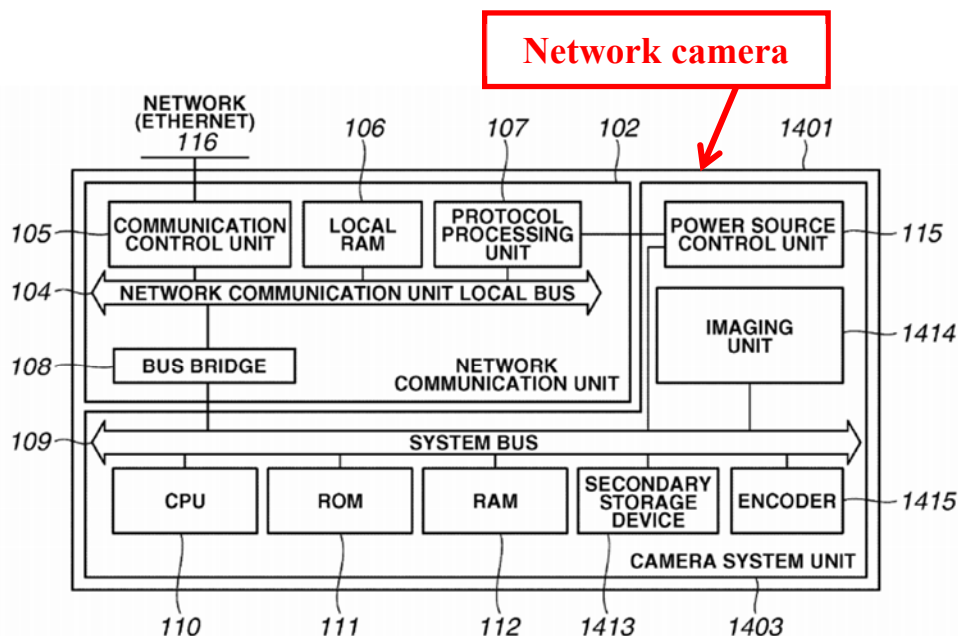 Network camera
NETWORK
(ETHERNET)
116
106
107
102
1401
105
COMMUNICATION
CONTROL UNIT
LOCAL
RAM
PROTOCOL
PROCESSING
UNIT
POWER SOURCE
CONTROL UNIT
115
104
NETWORK COMMUNICATION UNIT LOCAL BUS
IMAGING
UNIT
1414
108
BUS BRIDGE
NETWORK
COMMUNICATION UNIT
109
SYSTEM BUS
CPU
ROM
RAM
SECONDARY
STORAGE
DEVICE
ENCODER
1415
CAMERA SYSTEM UNIT
110
111
112
1413
1403